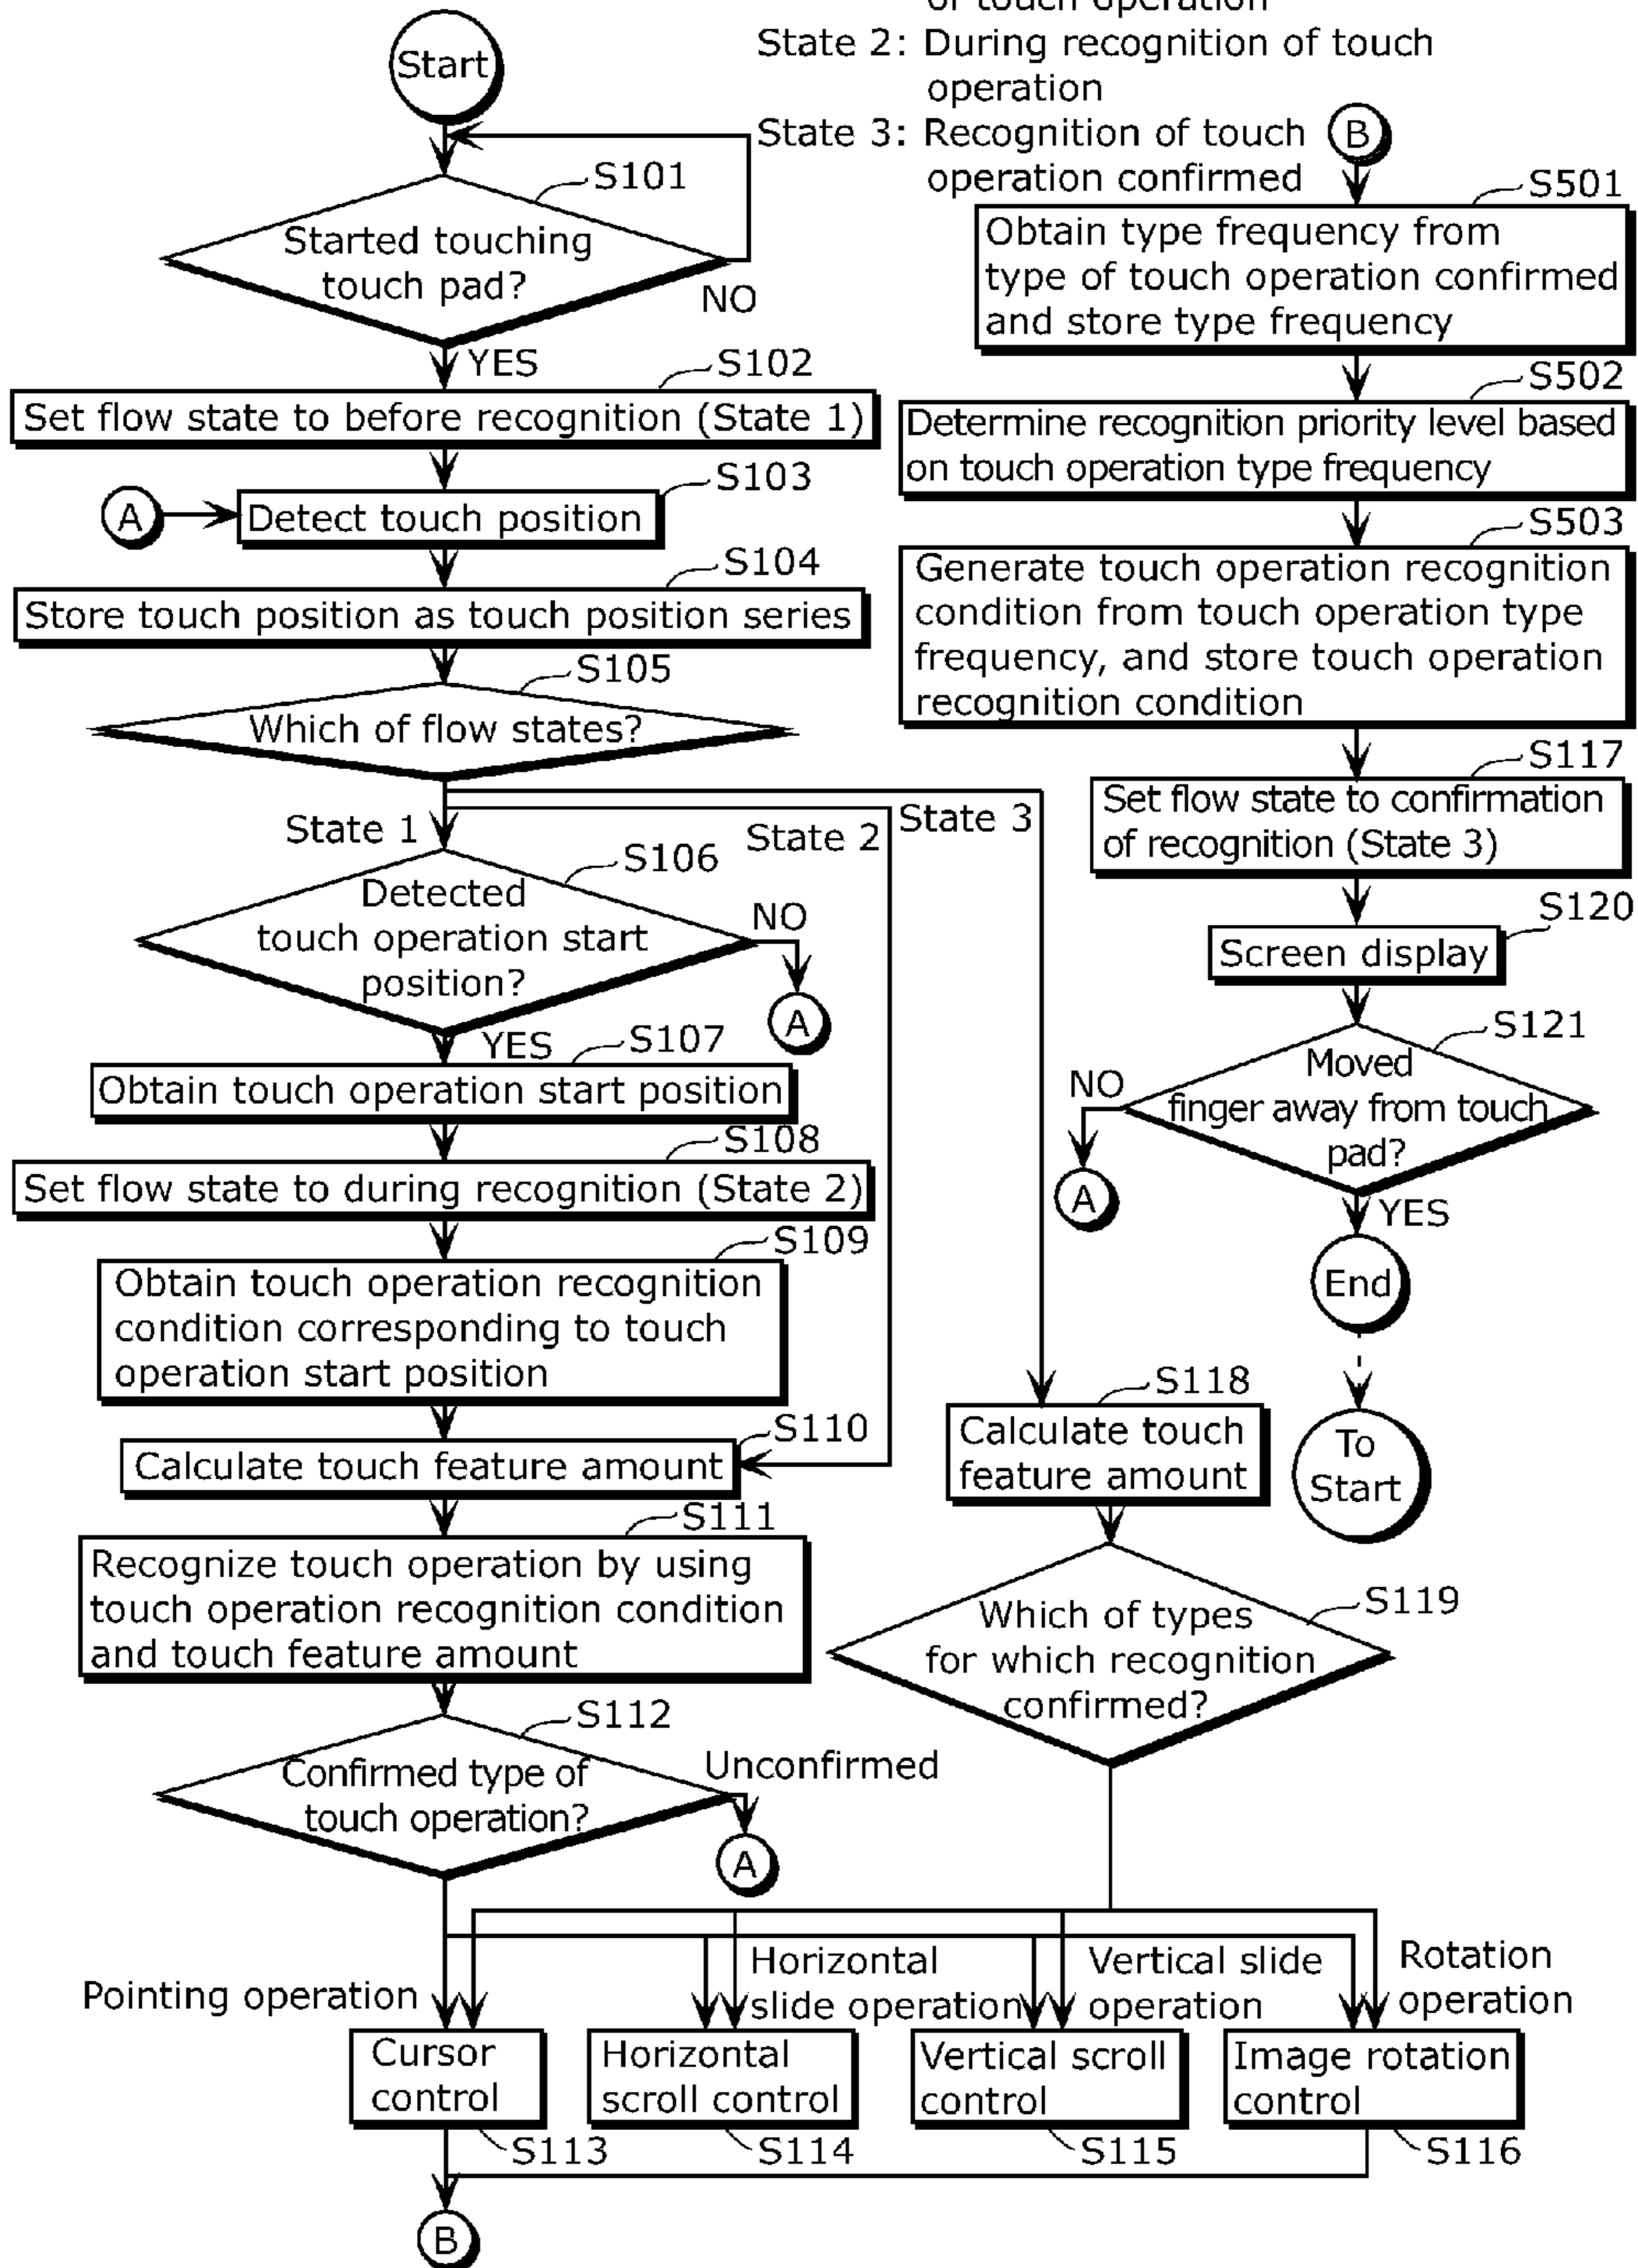 of touch operation
State 2: During recognition of touch
operation
State 3: Recognition of touch
operation confirmed
Start
S101
Started touching
touch pad?
NO
YES
S102
Set flow state to before recognition (State 1)
S103
A
Detect touch position
S104
Store touch position as touch position series
S105
Which of flow states?
State 1
State 2
State 3
S106
Detected
touch operation start
position?
NO
A
YES
S107
Obtain touch operation start position
S108
Set flow state to during recognition (State 2)
S109
Obtain touch operation recognition
condition corresponding to touch
operation start position
S110
Calculate touch feature amount
S111
Recognize touch operation by using
touch operation recognition condition
and touch feature amount
S112
Confirmed type of
touch operation?
Unconfirmed
A
B
S501
Obtain type frequency from
type of touch operation confirmed
and store type frequency
S502
Determine recognition priority level based
on touch operation type frequency
S503
Generate touch operation recognition
condition from touch operation type
frequency, and store touch operation
recognition condition
S117
Set flow state to confirmation
of recognition (State 3)
S120
Screen display
S121
Moved
finger away from touch
pad?
NO
A
YES
End
To
Start
S118
Calculate touch
feature amount
S119
Which of types
for which recognition
confirmed?
Pointing operation
Horizontal
slide operation
Vertical slide
operation
Rotation
operation
Cursor
control
S113
Horizontal
scroll control
S114
Vertical scroll
control
S115
Image rotation
control
S116
B